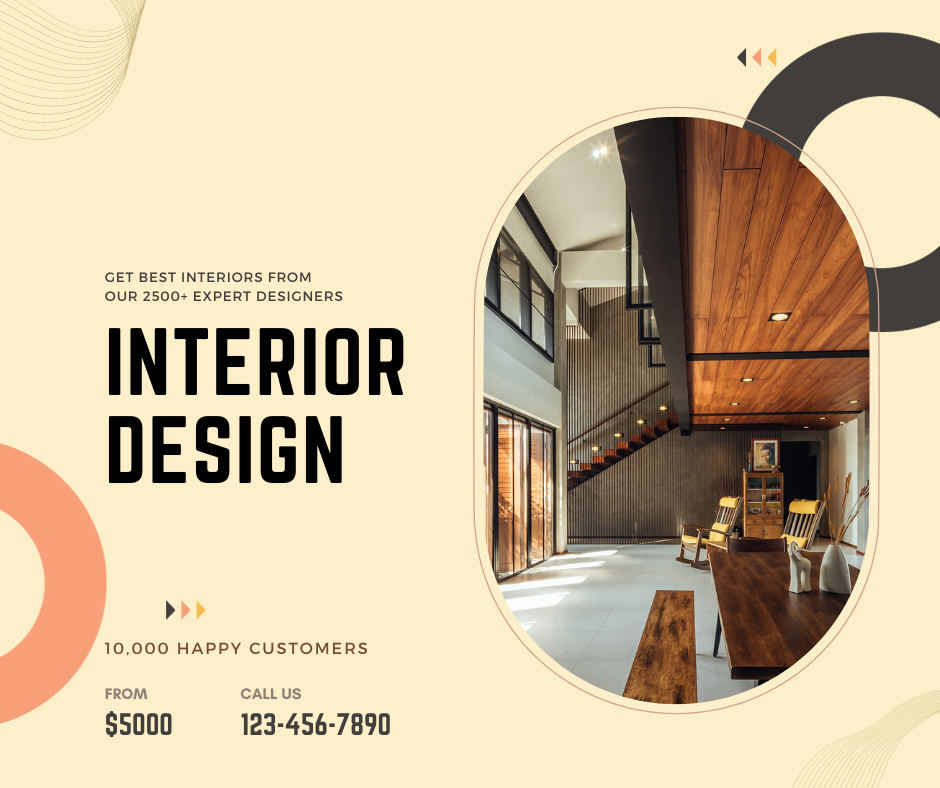 GET BEST INTERIORS FROM
OUR 2500+ EXPERT DESIGNERS
INTERIOR
DESIGN
10,000 HAPPY CUSTOMERS
FROM
$5000
CALL US
123-456-7890